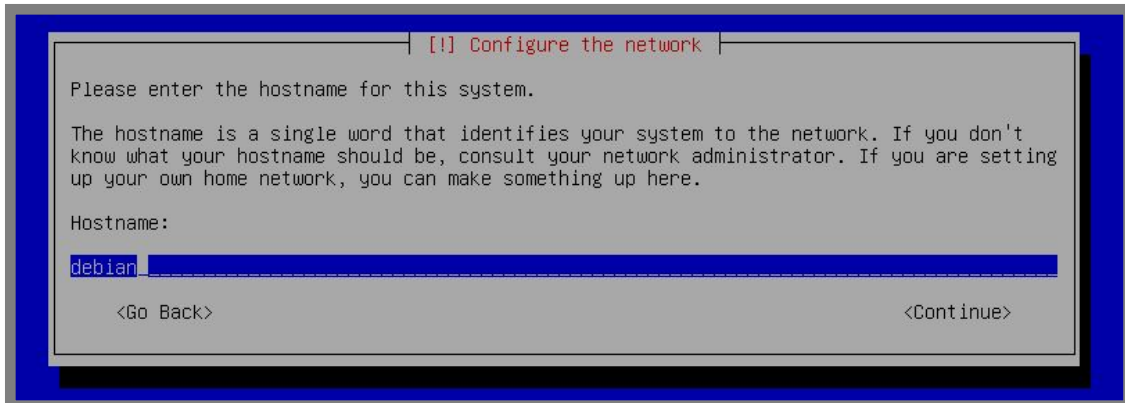 [!] Configure the network
Please enter the hostname for this system.
The hostname is a single word that identifies your system to the network. If you don't
know what your hostname should be, consult your network administrator. If you are setting
up your own home network, you can make something up here.
Hostname:
debian
<Go Back> <Continue>